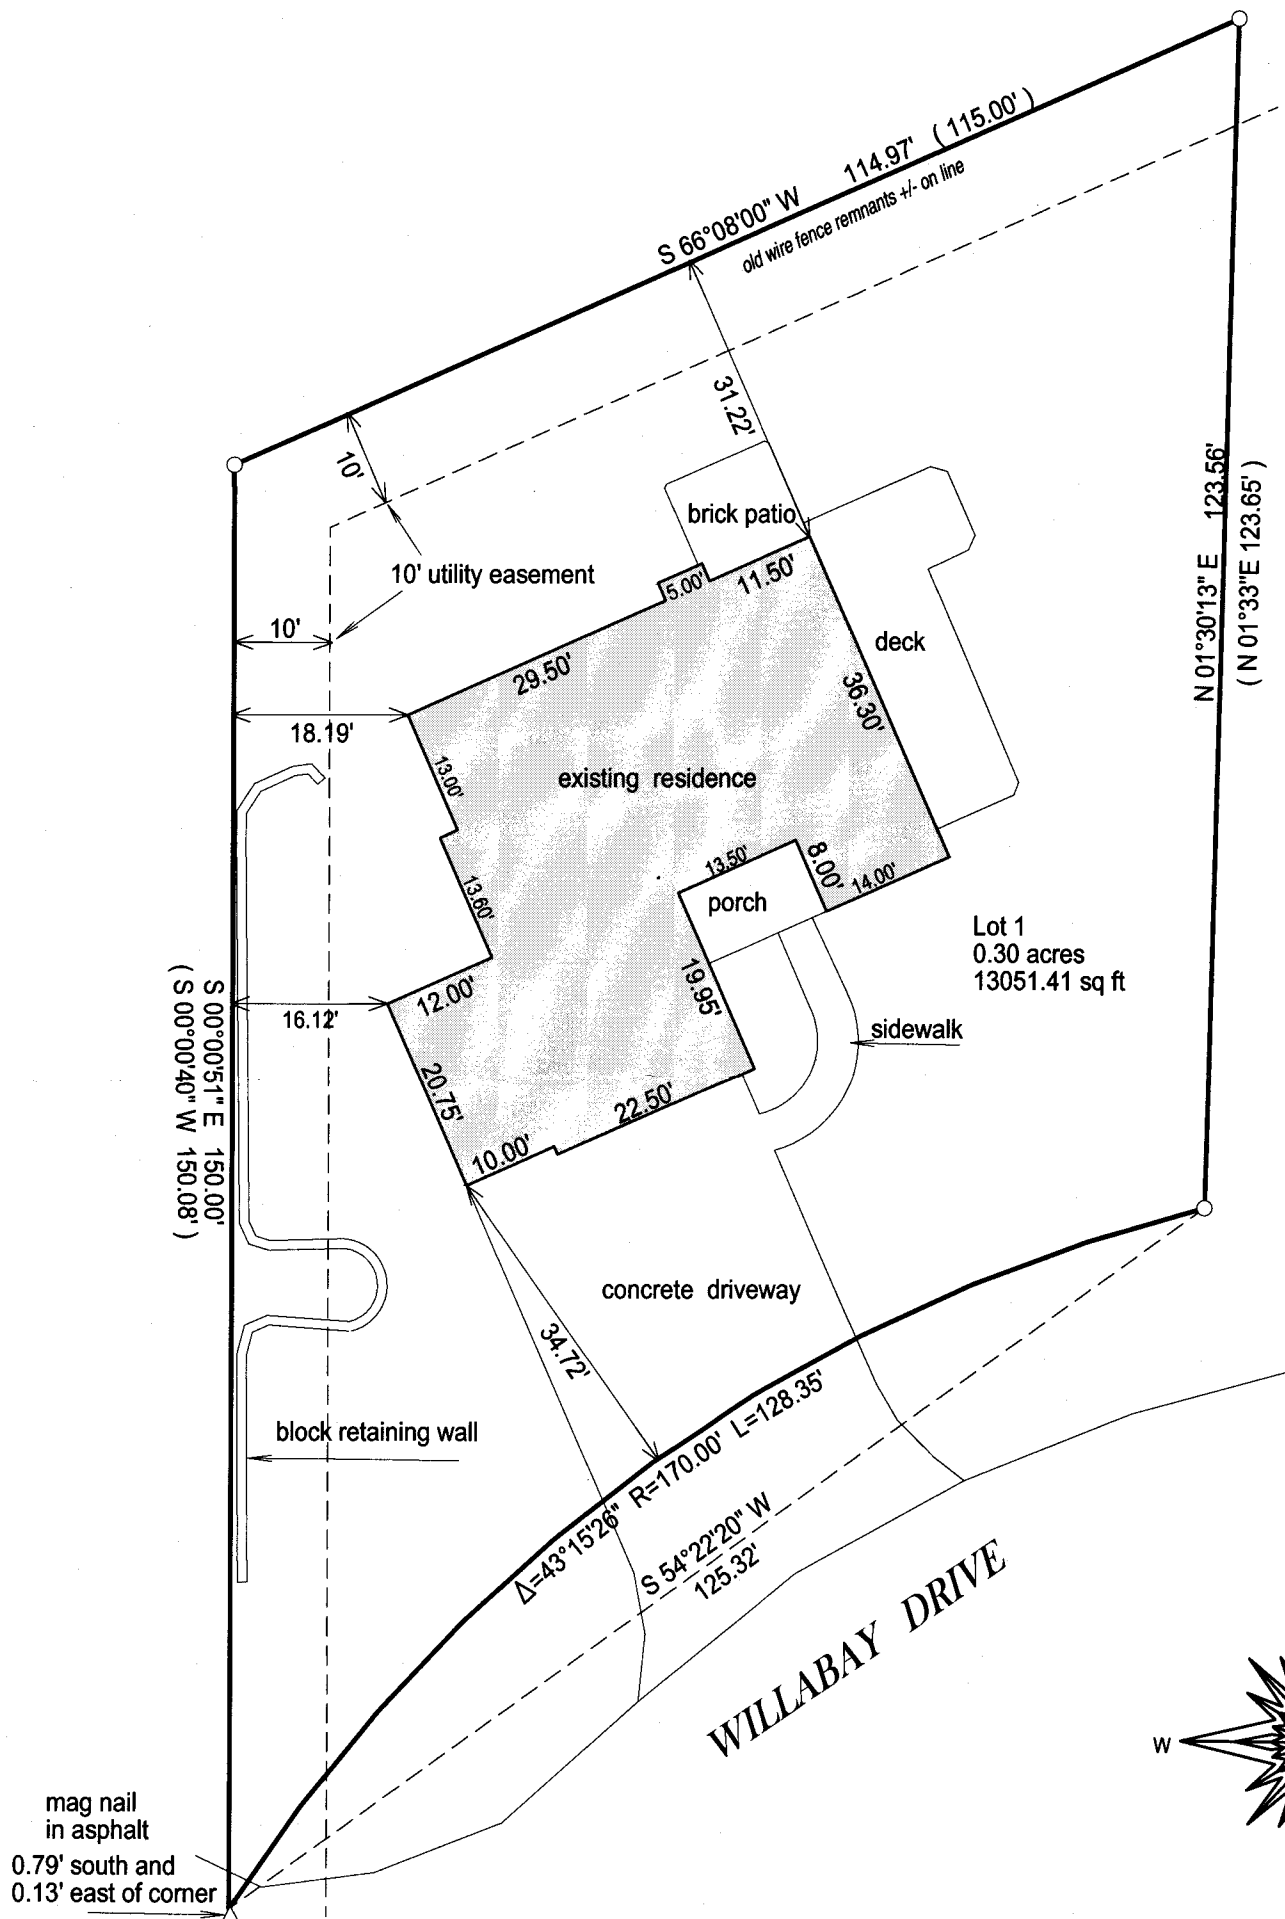 S 66°08'00" W 114.97' ( 115.00' )
old wire fence remnants +/- on line
31.22'
10'
brick patio
10' utility easement
5.00'
11.50'
10'
deck
N 01°30'13" E 123.56'
( N 01°33"E 123.65' )
29.50'
36.30'
18.19'
13.00'
existing residence
13.60'
13.50'
8.00'
14.00'
porch
Lot 1
0.30 acres
13051.41 sq ft
12.00'
19.95'
16.12'
sidewalk
S 00°00'51" E 150.00'
( S 00°00'40" W 150.08' )
20.75'
22.50'
10.00'
concrete driveway
34.72'
block retaining wall
Δ=43°15'26" R=170.00' L=128.35'
S 54°22'20" W
125.32'
WILLABAY DRIVE
W
mag nail
in asphalt
0.79' south and
0.13' east of corner